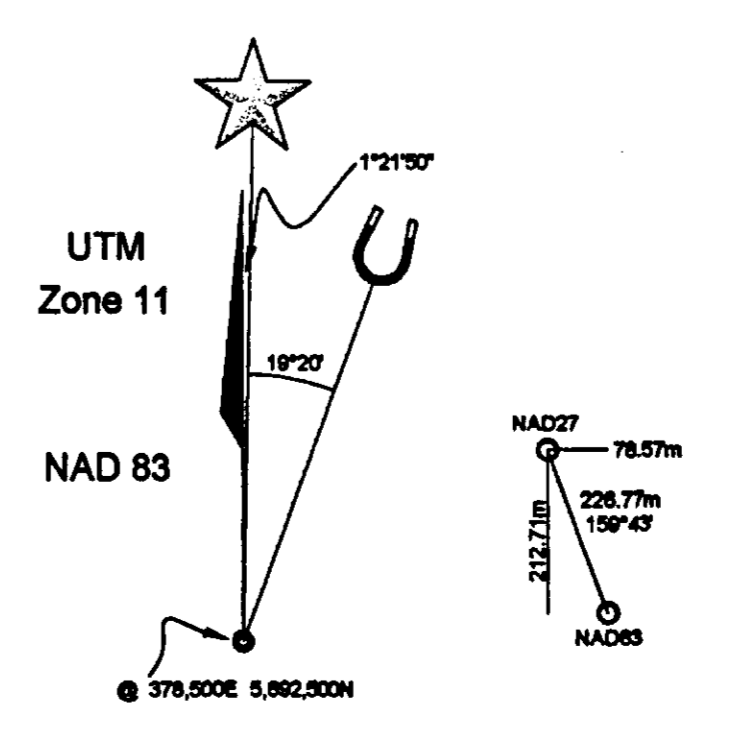 1°21'50"
UTM
Zone 11
19°20'
NAD 83
NAD27
78.57m
226.77m
159°43'
212.71m
NAD83
@ 378,500E 5,692,500N